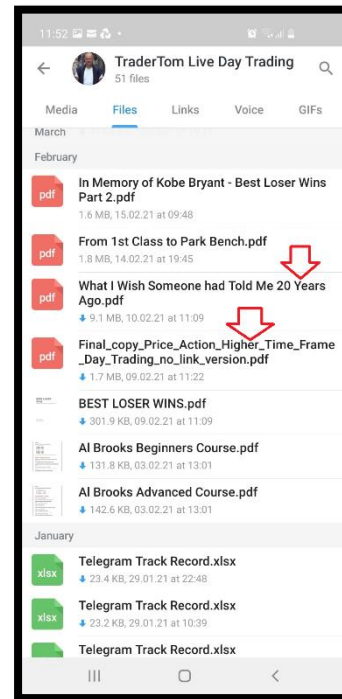 11:52
TraderTom Live Day Trading
51 files
Media Files Links Voice GIFs
March
February
pdf
In Memory of Kobe Bryant - Best Loser Wins
Part 2.pdf
1.6 MB, 15.02.21 at 09:48
pdf
From 1st Class to Park Bench.pdf
1.8 MB, 14.02.21 at 19:45
pdf
What I Wish Someone had Told Me 20 Years
Ago.pdf
9.1 MB, 10.02.21 at 11:09
pdf
Final_copy_Price_Action_Higher_Time_Frame
_Day_Trading_no_link_version.pdf
1.7 MB, 09.02.21 at 11:22
BEST LOSER WINS.pdf
301.9 KB, 09.02.21 at 11:09
Al Brooks Beginners Course.pdf
131.8 KB, 03.02.21 at 13:01
Al Brooks Advanced Course.pdf
142.6 KB, 03.02.21 at 13:01
January
xlsx
Telegram Track Record.xlsx
23.4 KB, 29.01.21 at 22:48
xlsx
Telegram Track Record.xlsx
23.2 KB, 29.01.21 at 10:39
Telegram Track Record.xlsx